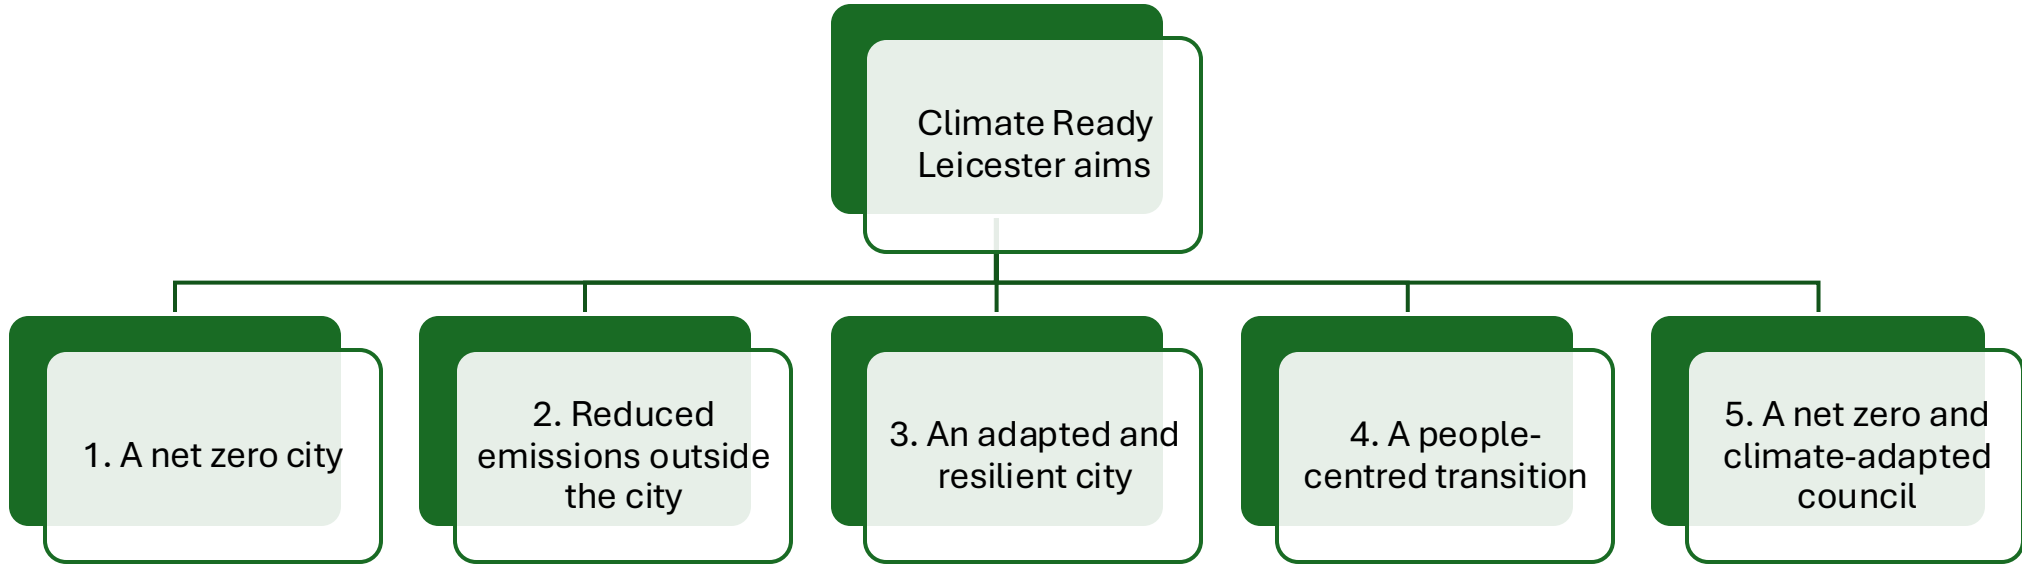 Climate Ready
Leicester aims
1. A net zero city
2. Reduced
emissions outside
the city
3. An adapted and
resilient city
4. A people-
centred transition
5. A net zero and
climate-adapted
council